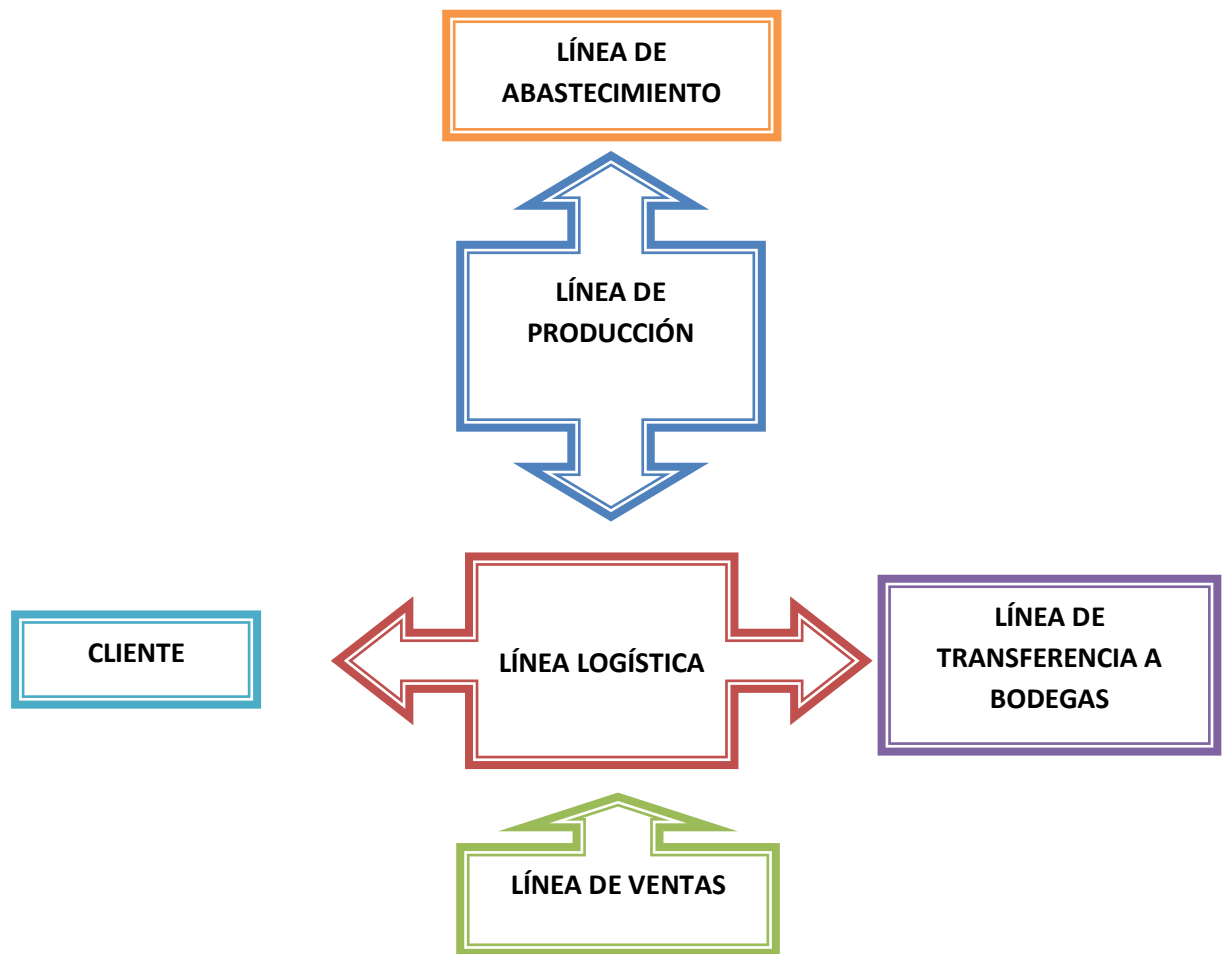 LÍNEA DE
ABASTECIMIENTO
LÍNEA DE
PRODUCCIÓN
CLIENTE
LÍNEA LOGÍSTICA
LÍNEA DE
TRANSFERENCIA A
BODEGAS
LÍNEA DE VENTAS